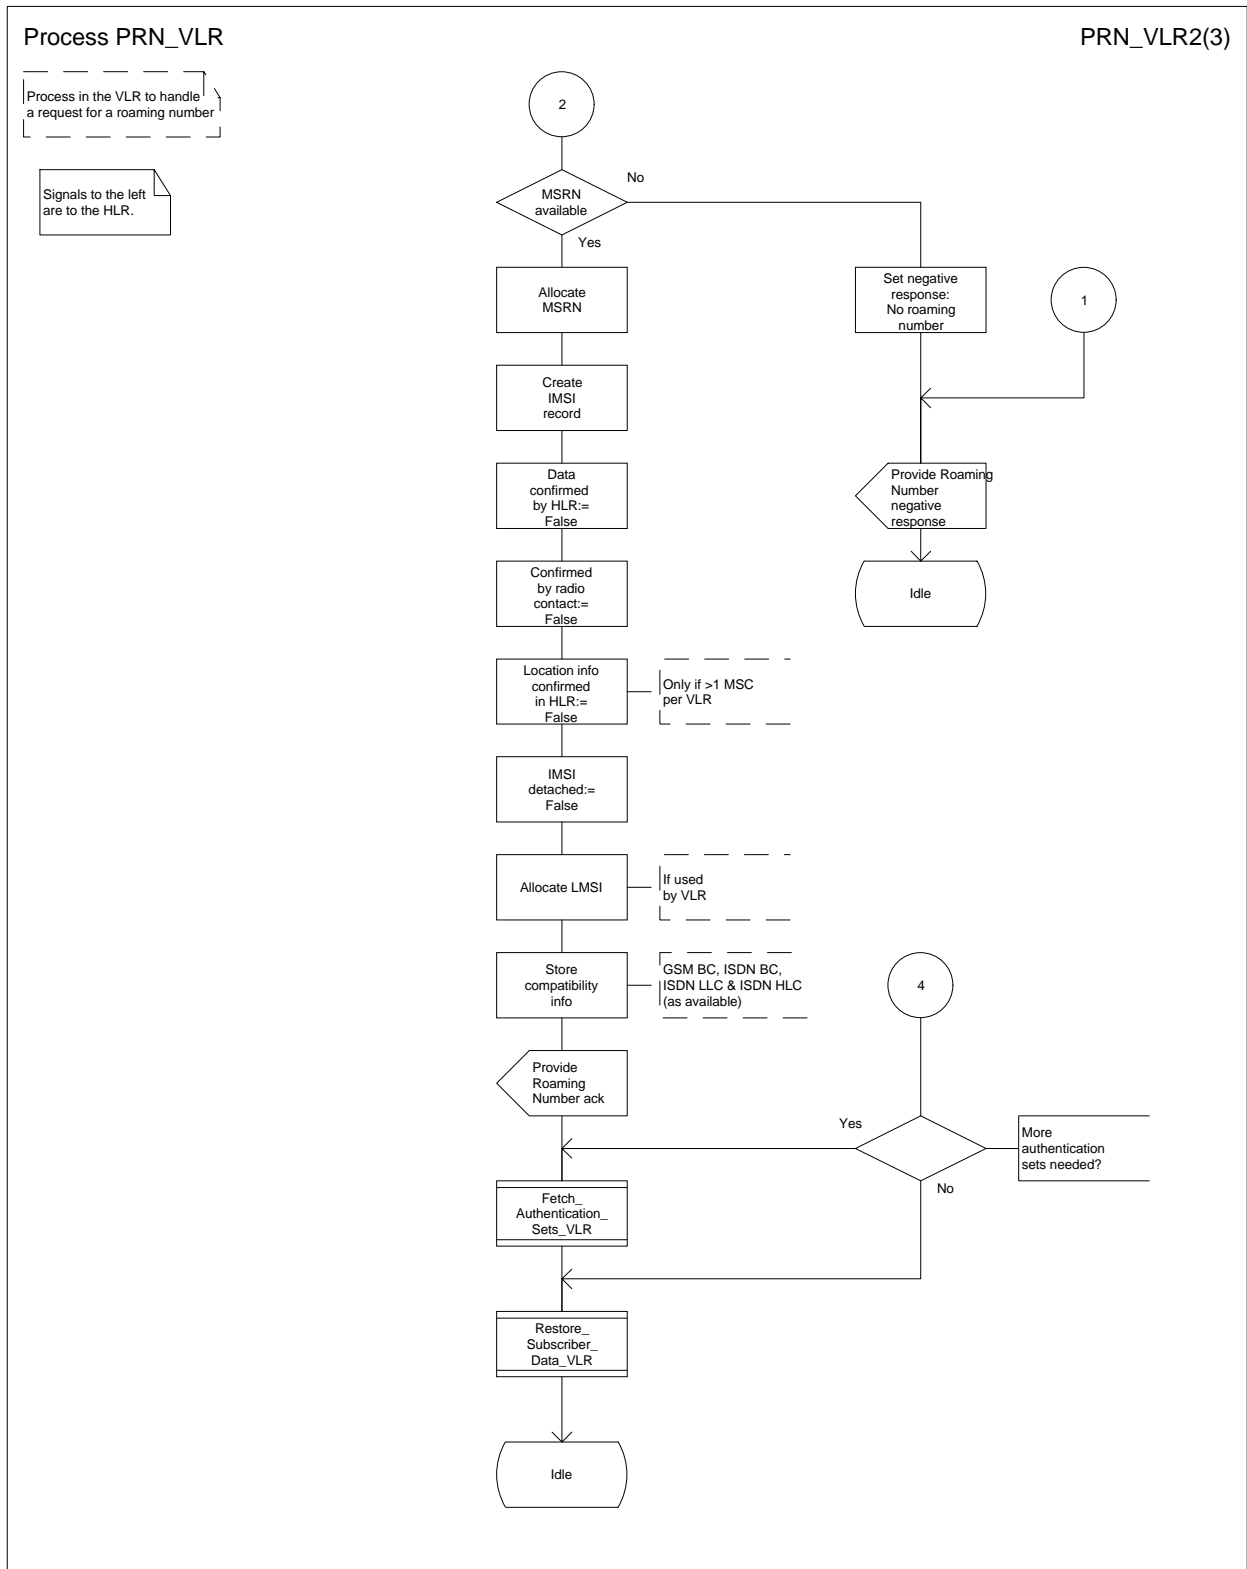 Process PRN_VLR
PRN_VLR2(3)
Process in the VLR to handle
a request for a roaming number
Signals to the left
are to the HLR.
2
MSRN
available
No
Yes
Allocate
MSRN
Set negative
response:
No roaming
number
1
Create
IMSI
record
Data
confirmed
by HLR:=
False
Provide Roaming
Number
negative
response
Confirmed
by radio
contact:=
False
Idle
Location info
confirmed
in HLR:=
False
Only if >1 MSC
per VLR
IMSI
detached:=
False
Allocate LMSI
If used
by VLR
Store
compatibility
info
GSM BC, ISDN BC,
ISDN LLC & ISDN HLC
(as available)
4
Provide
Roaming
Number ack
Yes
More
authentication
sets needed?
No
Fetch_
Authentication_
Sets_VLR
Restore_
Subscriber_
Data_VLR
Idle